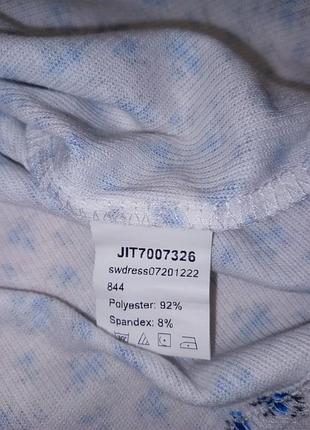 JIT7007326
swdress07201222
844
Polyester: 92%
Spandex: 8%